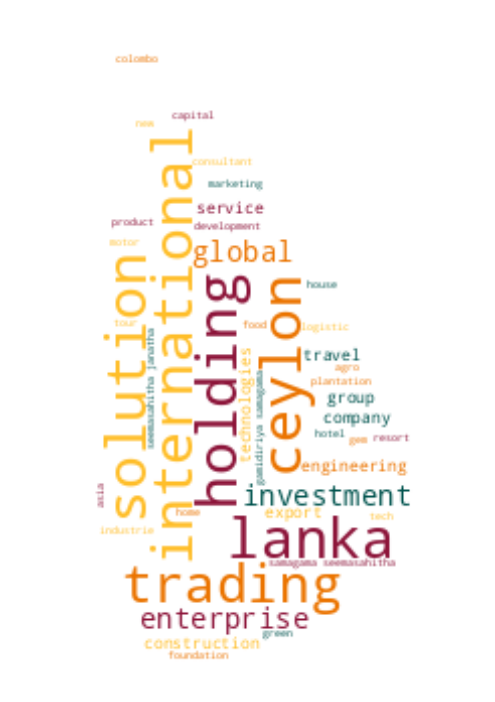 colombo
capital
new
consultant
marketing
service
product
development
motor
global
international
solution
holding
ceylon
house
tour
food
logistic
seemasahitha janatha
technologies
travel
agro
gamidiriya samagama
plantation
group
company
hotel
gem
resort
engineering
asia
investment
home
export
tech
industrie
lanka
samagama seemasahitha
trading
enterprise
green
construction
foundation